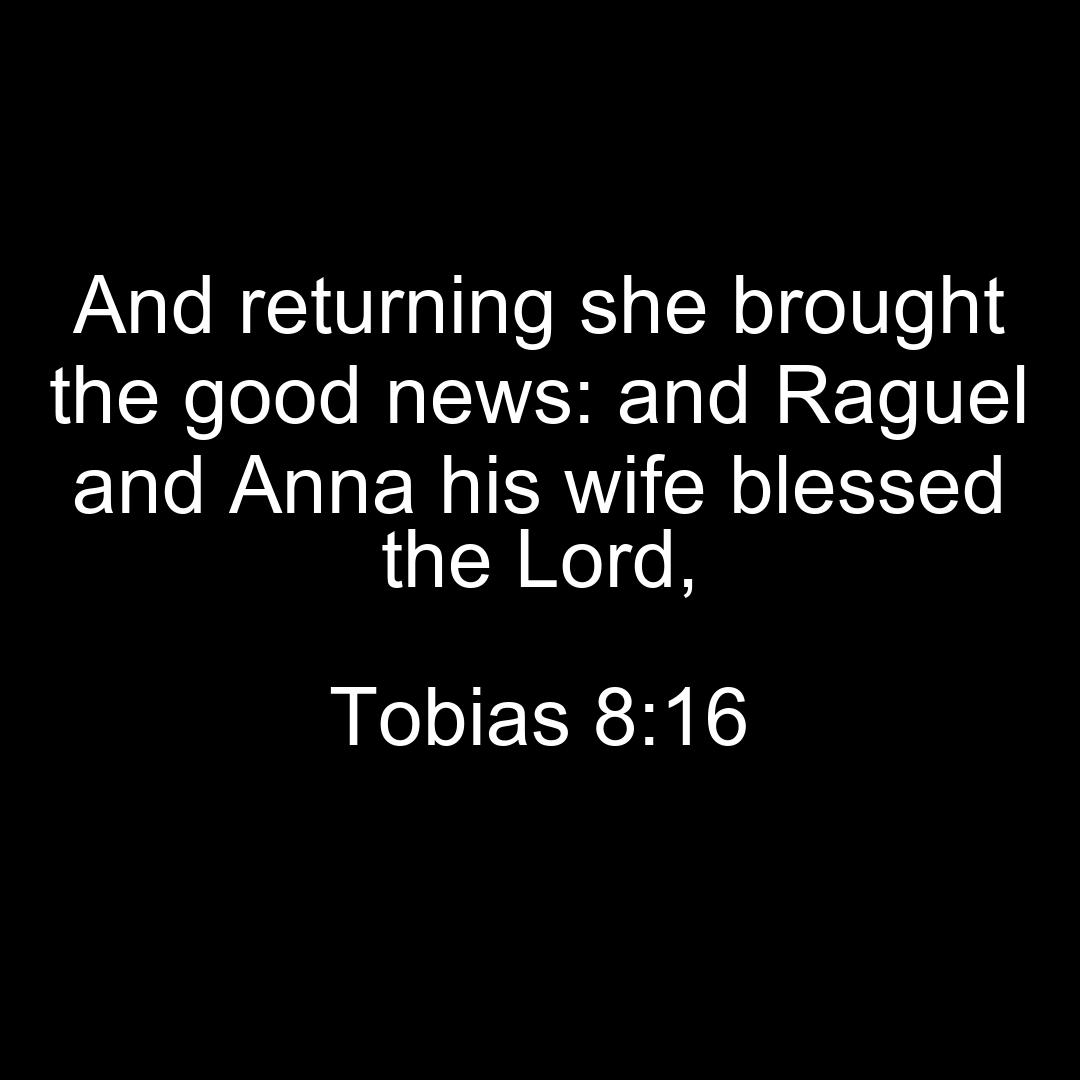 And returning she brought
the good news: and Raguel
and Anna his wife blessed
the Lord,
Tobias 8:16